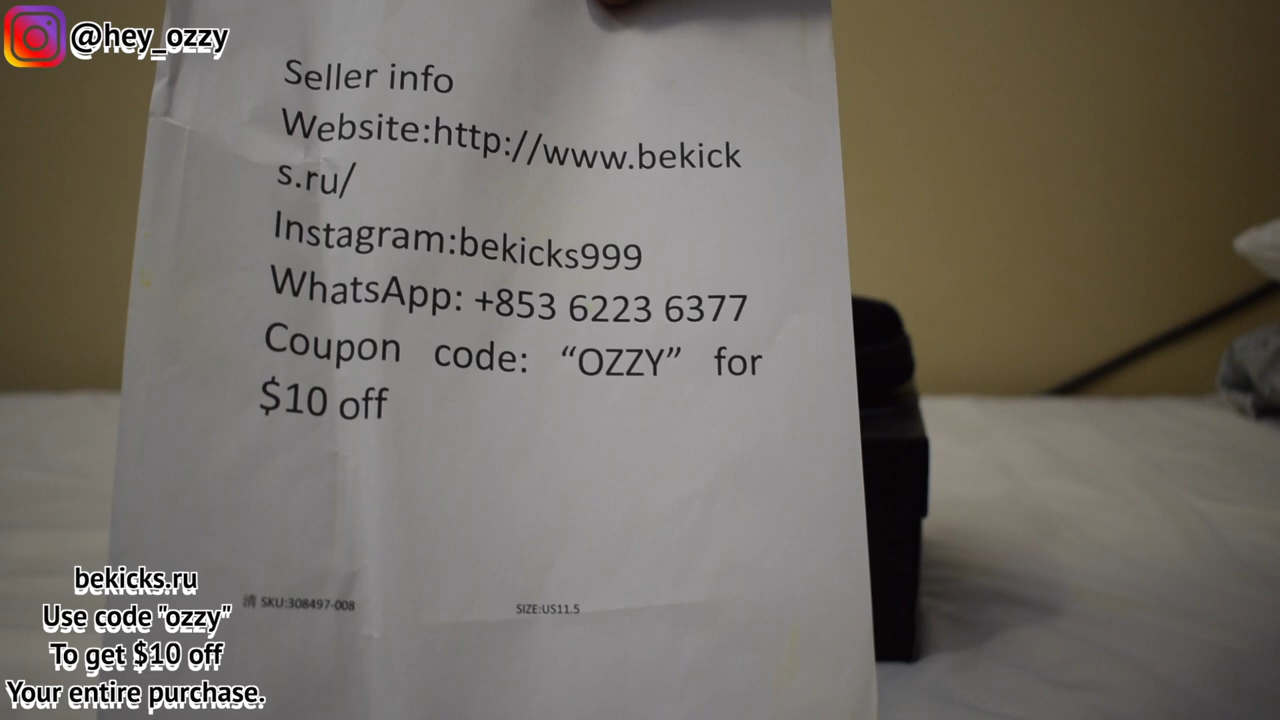 @hey_ozzy
Seller info
Website:http://www.bekick
s.ru/
Instagram:bekicks999
WhatsApp: +853 6223 6377
Coupon code: “OZZY” for
$10 off
清 SKU:308497-008
SIZE:US11.5
bekicks.ru
Use code "ozzy"
To get $10 off
Your entire purchase.